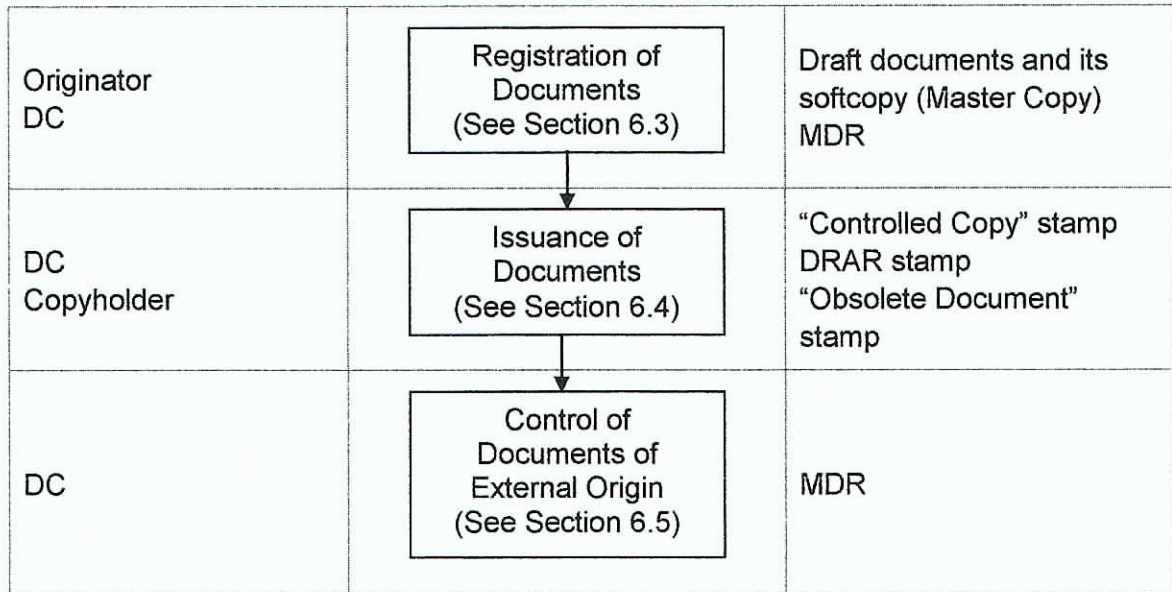 Originator
DC
Registration of
Documents
(See Section 6.3)
Draft documents and its
softcopy (Master Copy)
MDR
DC
Copyholder
Issuance of
Documents
(See Section 6.4)
“Controlled Copy” stamp
DRAR stamp
“Obsolete Document”
stamp
DC
Control of
Documents of
External Origin
(See Section 6.5)
MDR